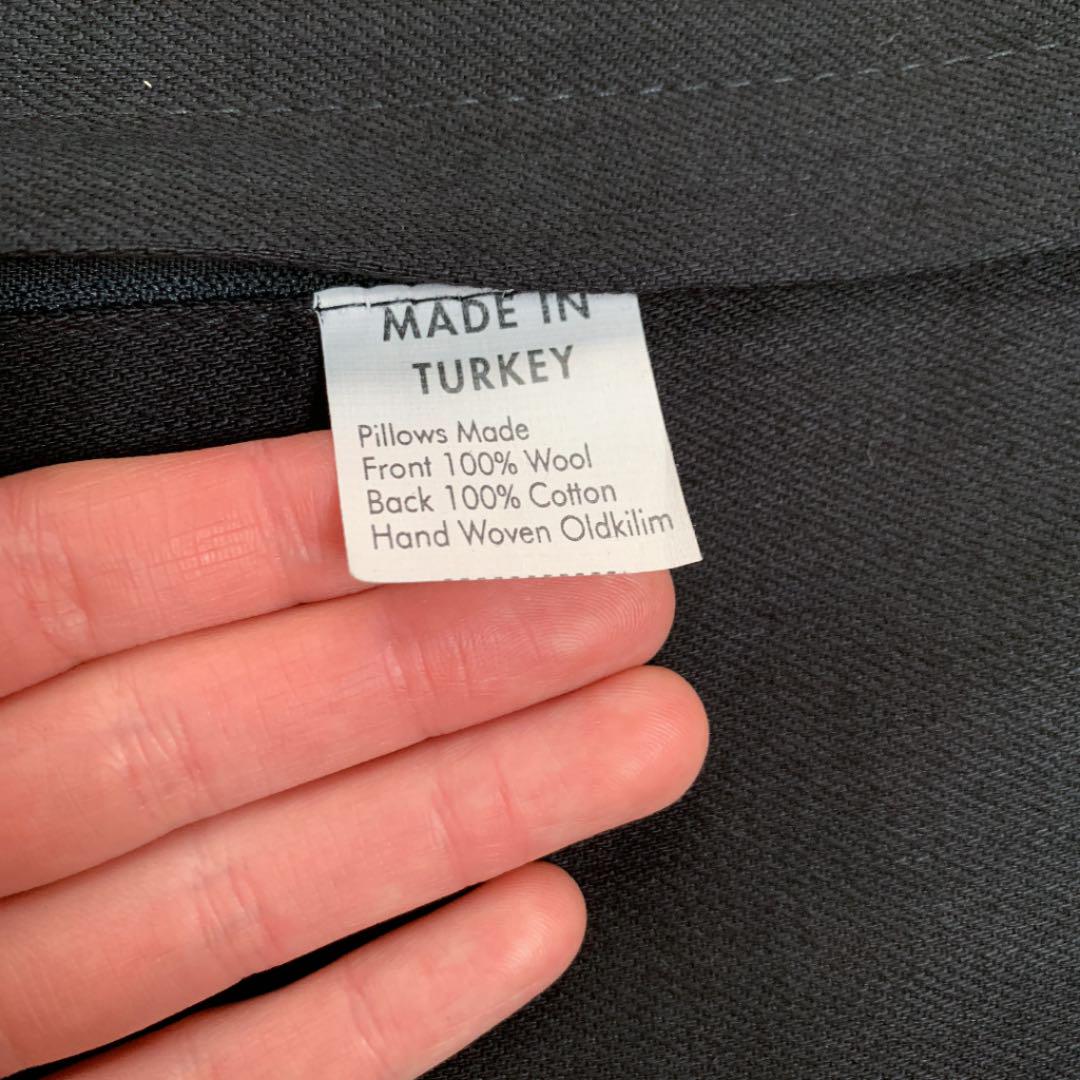 MADE IN
TURKEY
Pillows Made
Front 100% Wool
Back 100% Cotton
Hand Woven Oldkilim